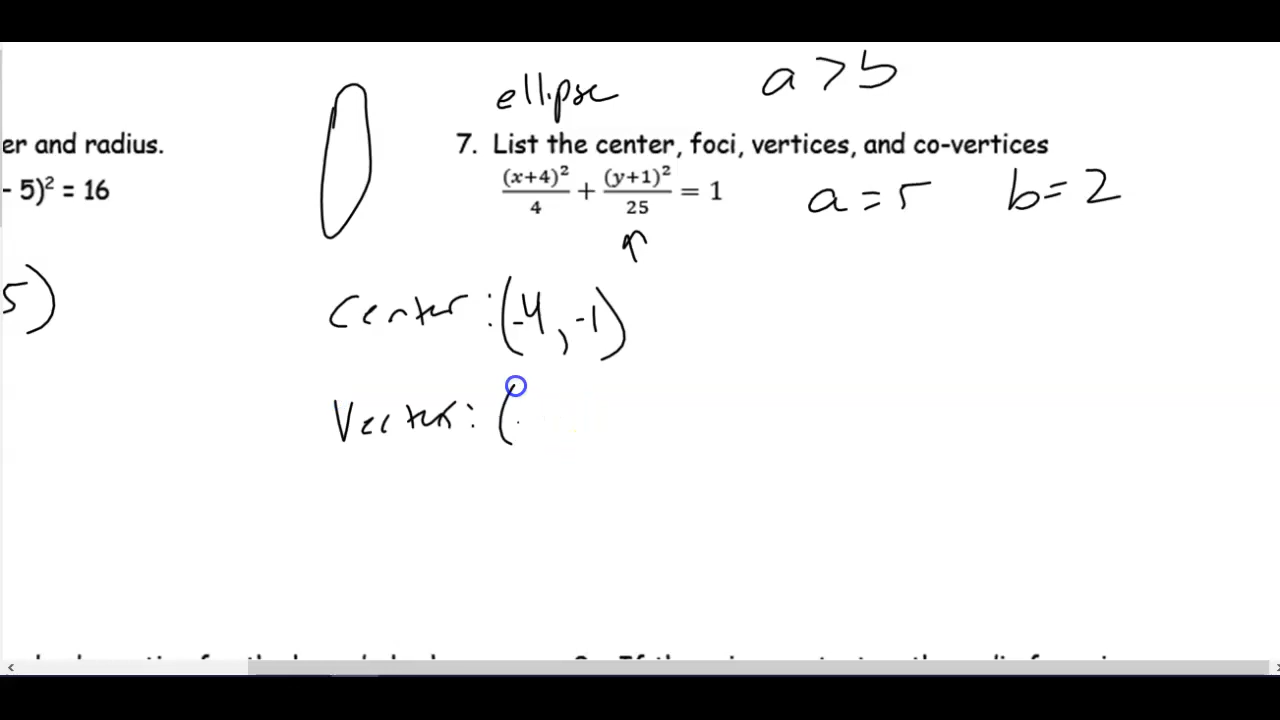 ellipse a > b
er and radius.
7. List the center, foci, vertices, and co-vertices
- 5)² = 16
(x+4)²/4 + (y+1)²/25 = 1
a = 5 b = 2
5)
Center : (-4, -1)
Vertex : (